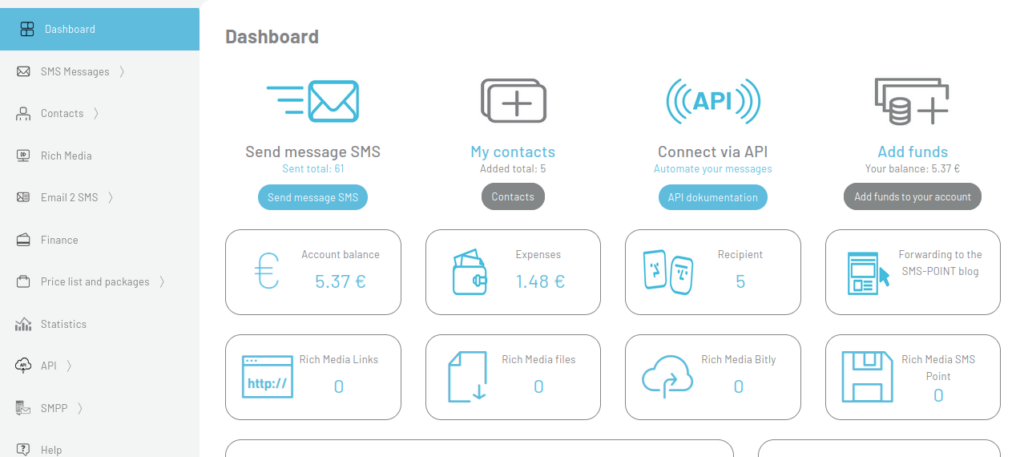 Dashboard
SMS Messages
Contacts
Rich Media
Email 2 SMS
Finance
Price list and packages
Statistics
API
SMPP
Help
Dashboard
API
Send message SMS
Sent total: 61
Send message SMS
My contacts
Added total: 5
Contacts
Connect via API
Automate your messages
API dokumentation
Add funds
Your balance: 5.37 €
Add funds to your account
€
Account balance
5.37 €
Expenses
1.48 €
Recipient
5
Forwarding to the
SMS-POINT blog
http://
Rich Media Links
0
Rich Media files
0
Rich Media Bitly
0
Rich Media SMS
Point
0